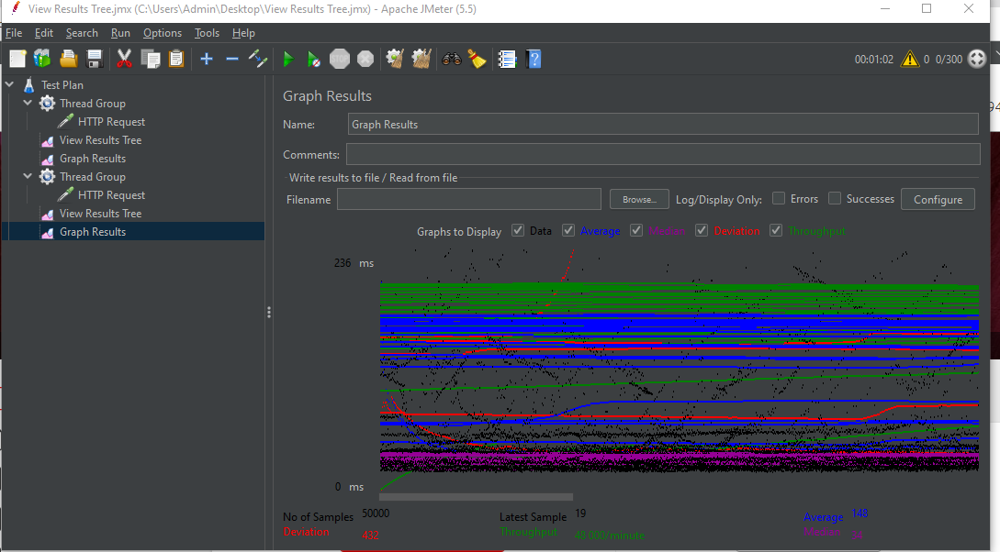 View Results Tree.jmx (C:\Users\Admin\Desktop\View Results Tree.jmx) - Apache JMeter (5.5)
File Edit Search Run Options Tools Help
STOP
00:01:02 0 0/300
Test Plan
Thread Group
HTTP Request
View Results Tree
Graph Results
Thread Group
HTTP Request
View Results Tree
Graph Results
Graph Results
Name: Graph Results
Comments:
Write results to file / Read from file
Filename Browse... Log/Display Only: Errors Successes Configure
Graphs to Display Data Average Median Deviation Throughput
236 ms
0 ms
No of Samples 50000 Latest Sample 19 Average 148
Deviation 432 Throughput 48.000/minute Median
94